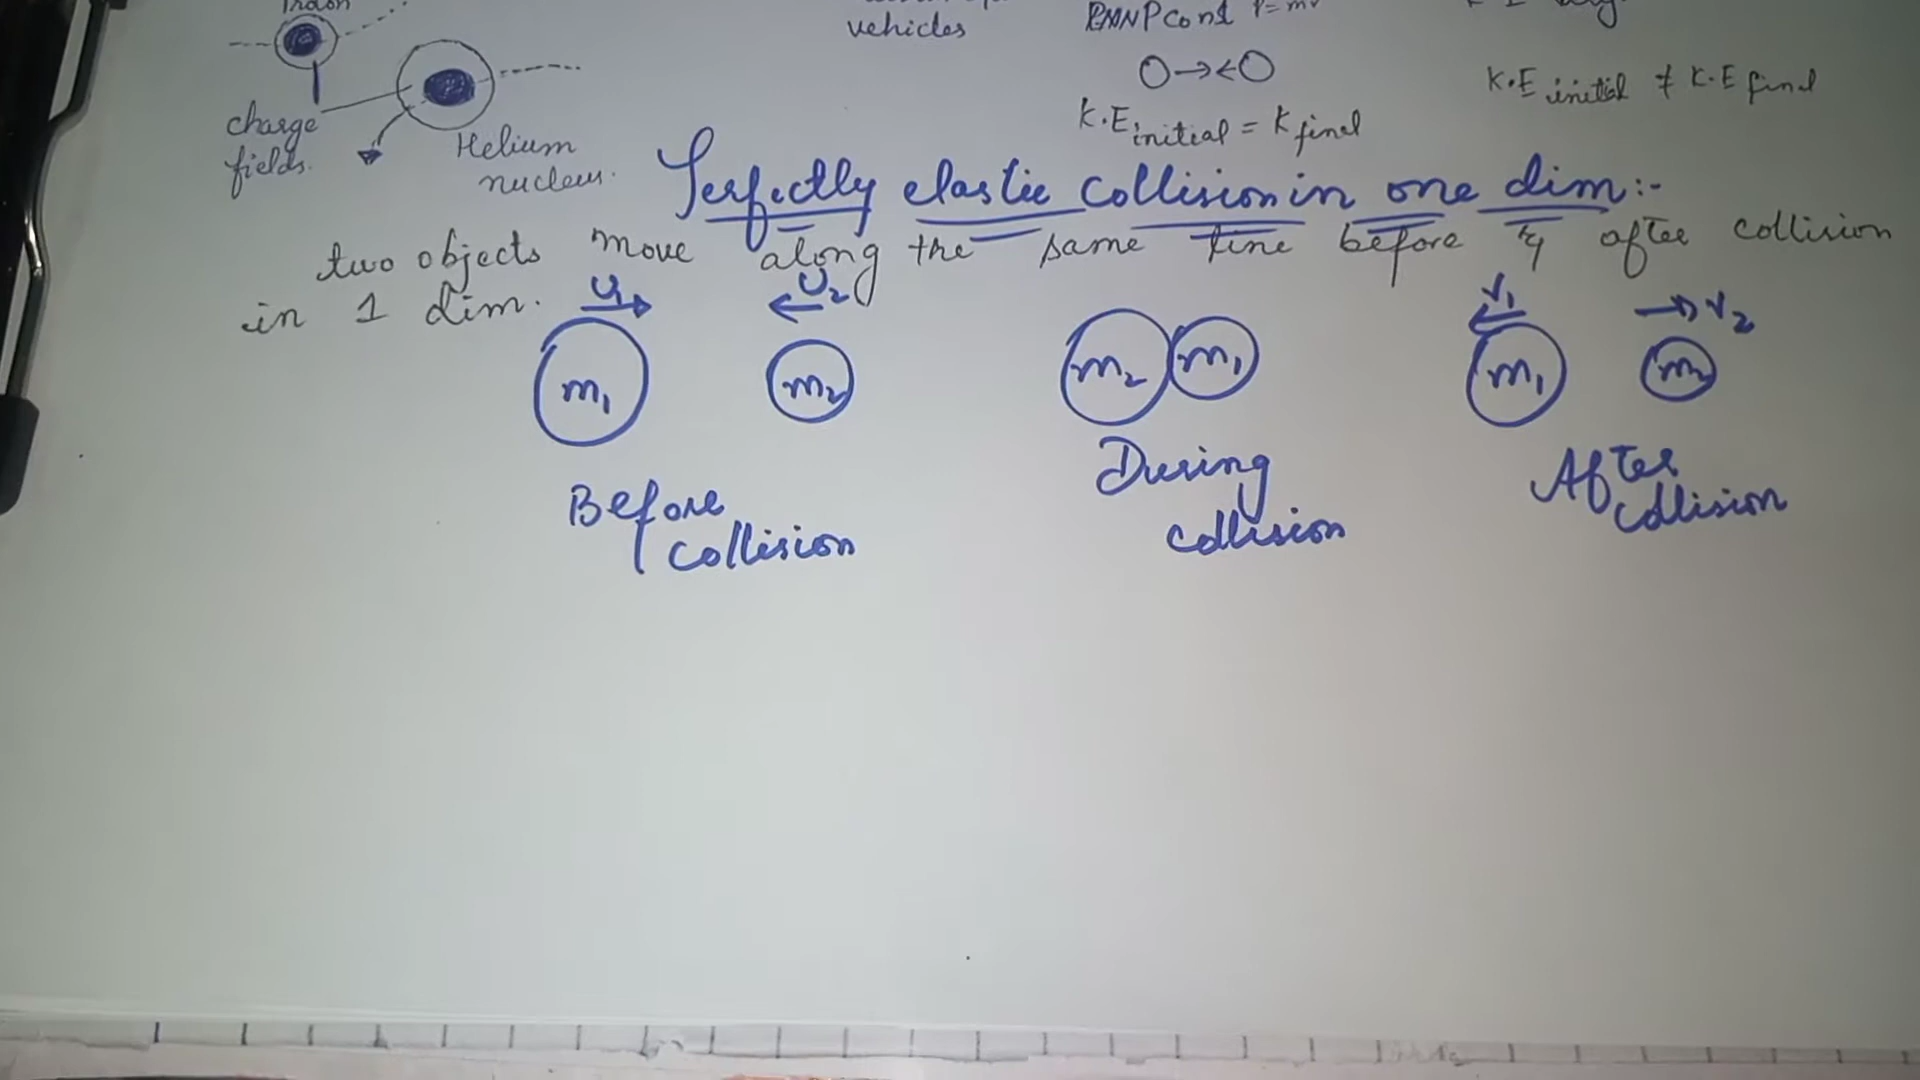 vehicles
P Cont P=mv
K.E initial = K final
K.E initial ≠ K.E final
charge
fields.
Helium
nucleus.
Perfectly elastic collision in one dim:-
two objects move along the same line before & after collision
in 1 dim.
U1
U2
V1
V2
m1
m2
m2
m1
m1
m2
Before
collision
During
collision
After
collision